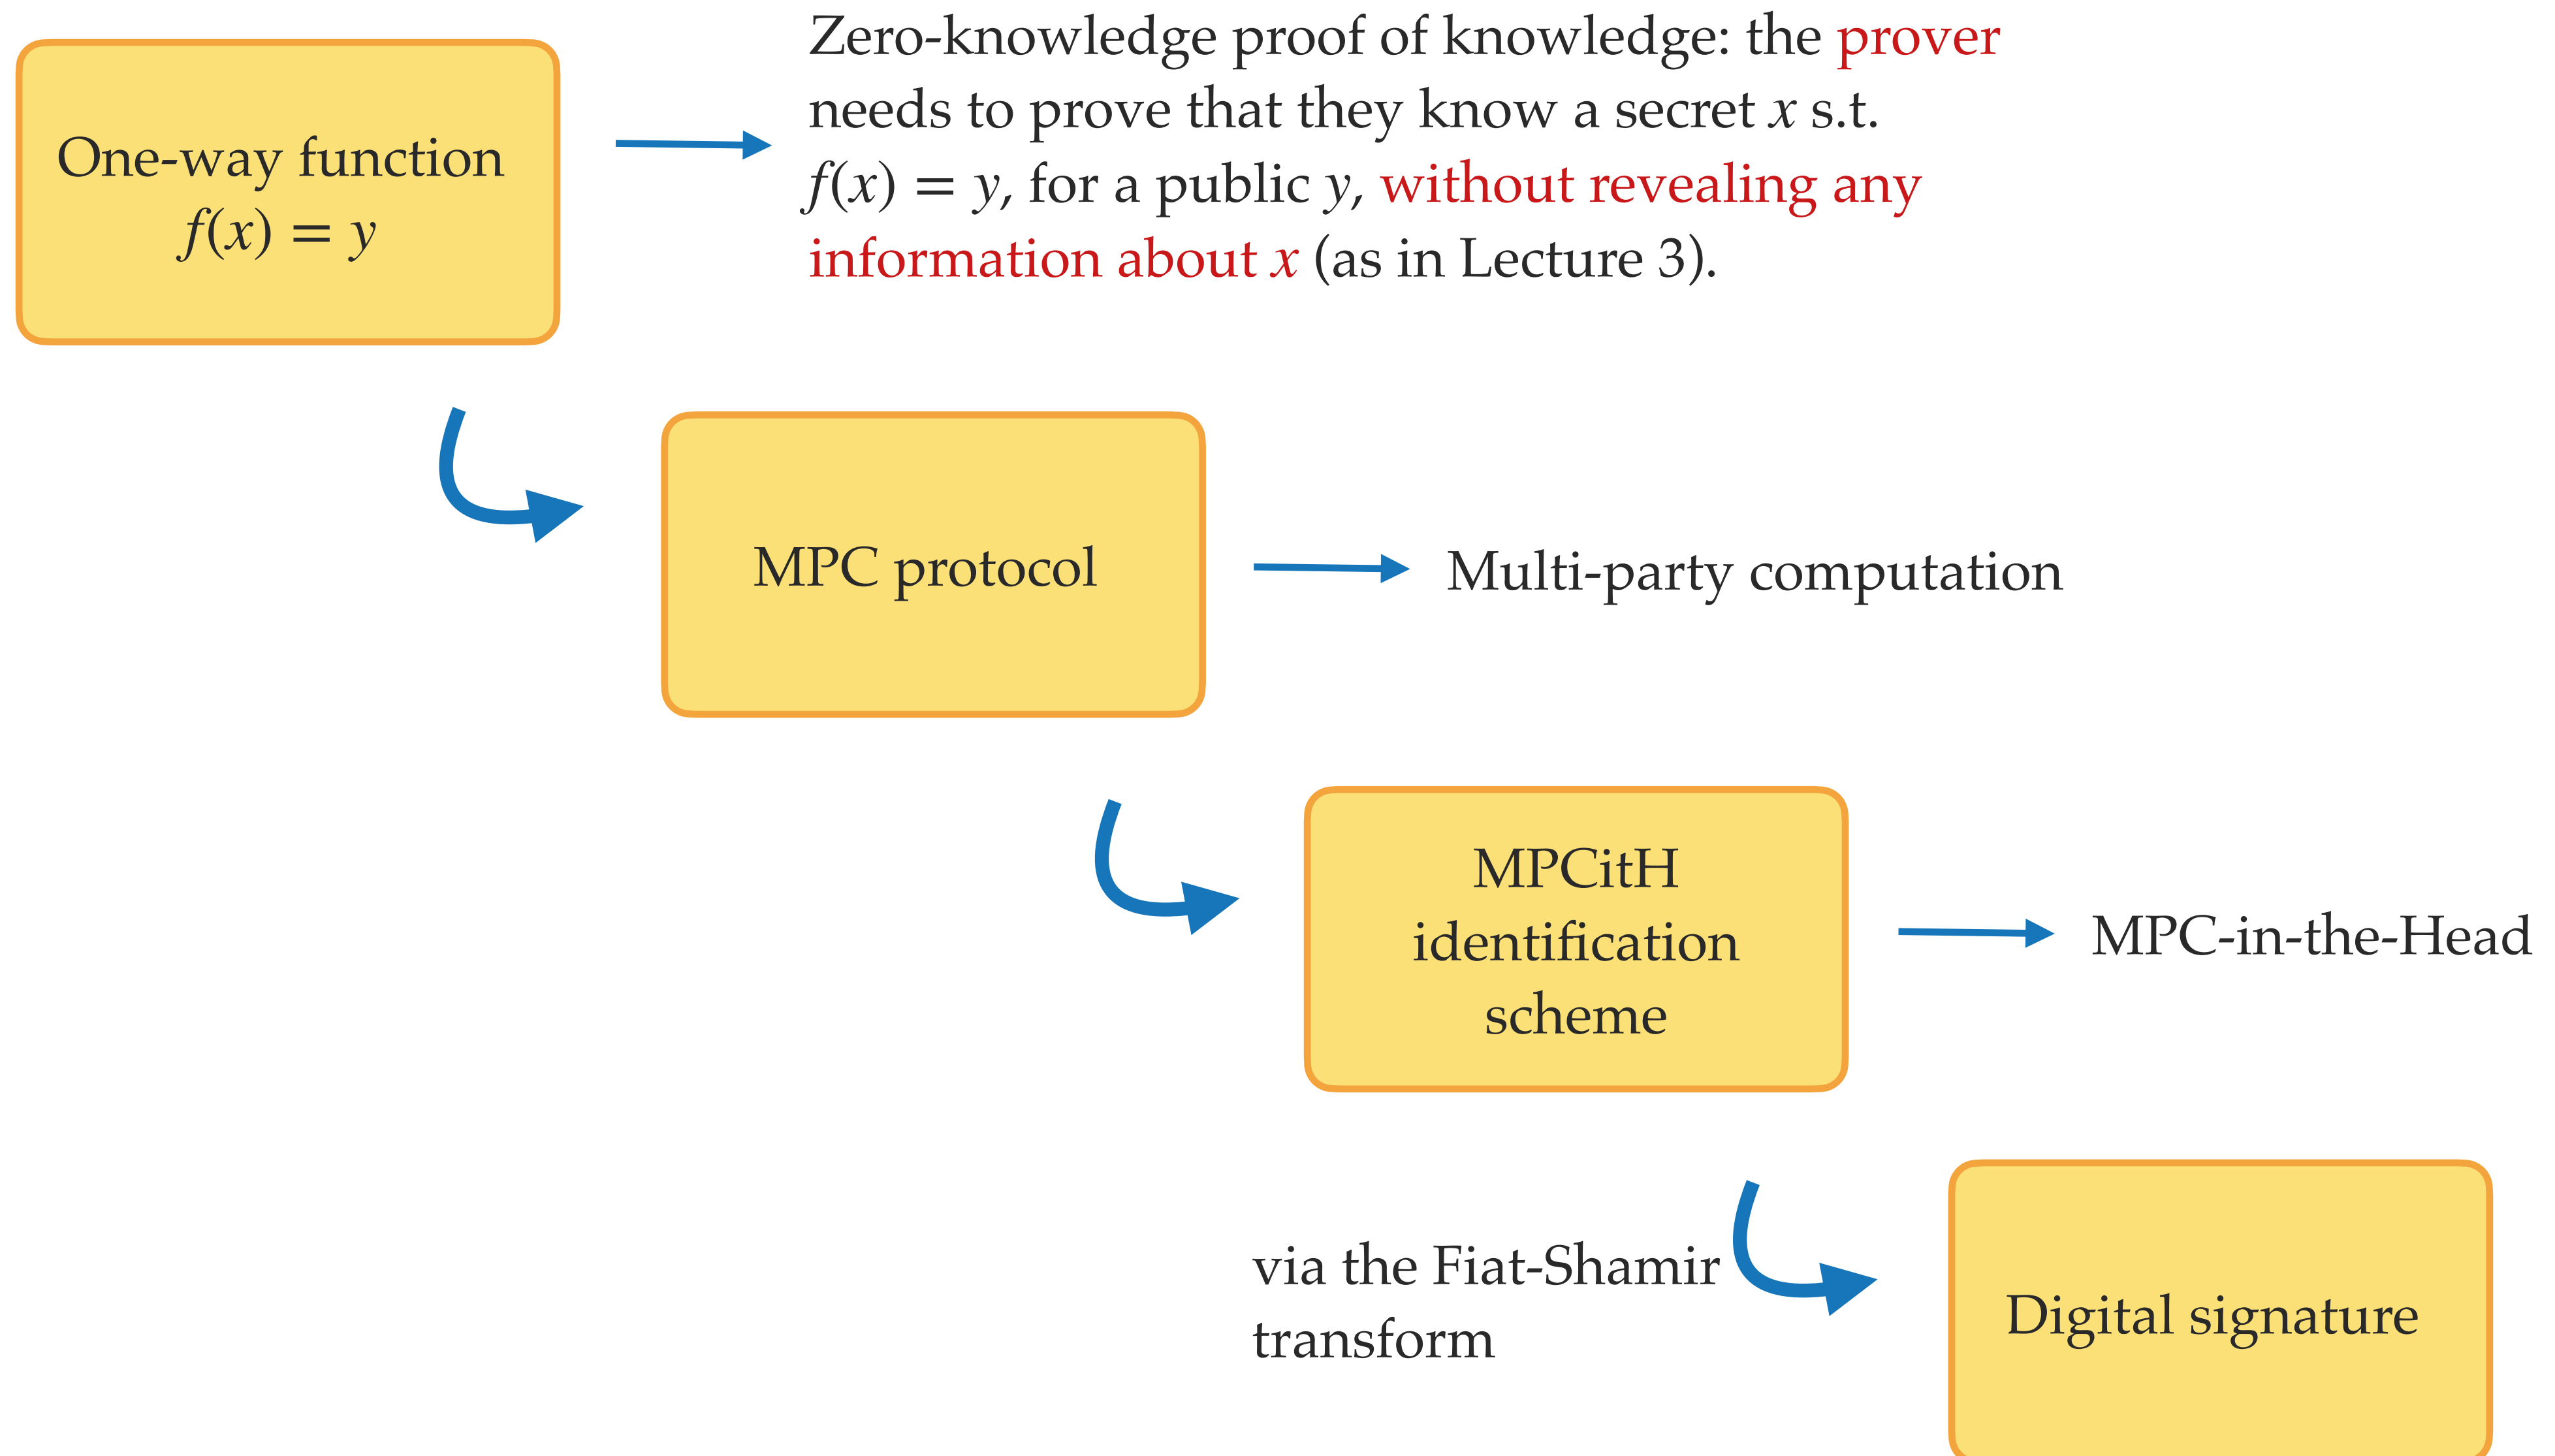 One-way function
f(x) = y
Zero-knowledge proof of knowledge: the prover
needs to prove that they know a secret x s.t.
f(x) = y, for a public y, without revealing any
information about x (as in Lecture 3).
MPC protocol
Multi-party computation
MPCitH
identification
scheme
MPC-in-the-Head
via the Fiat-Shamir
transform
Digital signature